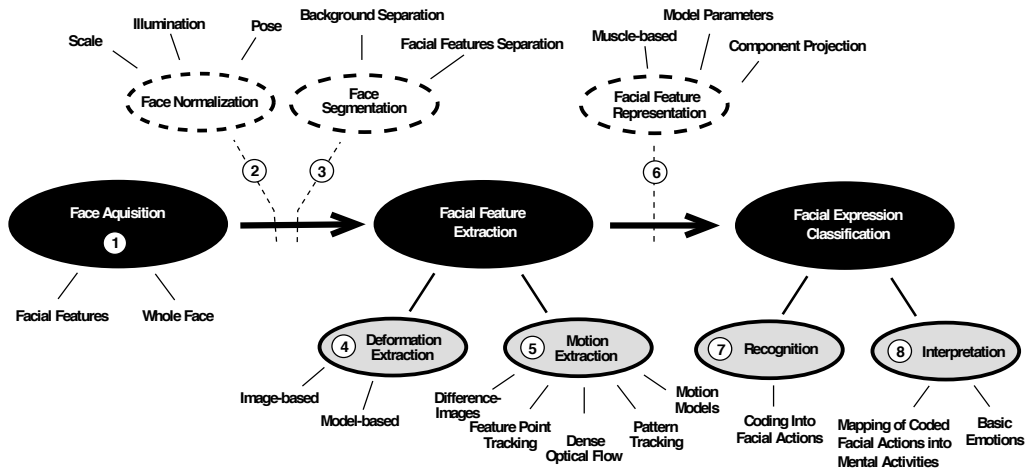 Illumination
Scale
Pose
Background Separation
Facial Features Separation
Model Parameters
Muscle-based
Component Projection
Face Normalization
Face
Segmentation
Facial Feature
Representation
2
3
6
Face Aquisition
1
Facial Feature
Extraction
Facial Expression
Classification
Facial Features
Whole Face
4
Deformation
Extraction
5
Motion
Extraction
7
Recognition
8
Interpretation
Image-based
Model-based
Difference-
Images
Feature Point
Tracking
Dense
Optical Flow
Pattern
Tracking
Motion
Models
Coding Into
Facial Actions
Mapping of Coded
Facial Actions into
Mental Activities
Basic
Emotions